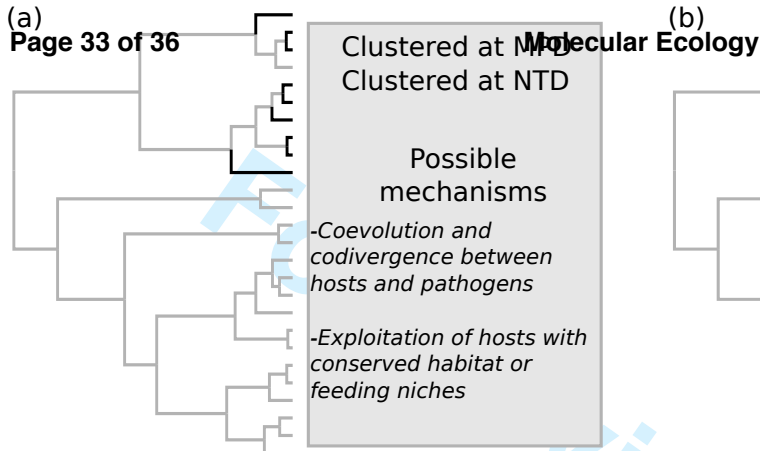 (a)
(b)
Page 33 of 36
Molecular Ecology
Clustered at MPD
Clustered at NTD
Possible
mechanisms
-Coevolution and
codivergence between
hosts and pathogens
-Exploitation of hosts with
conserved habitat or
feeding niches